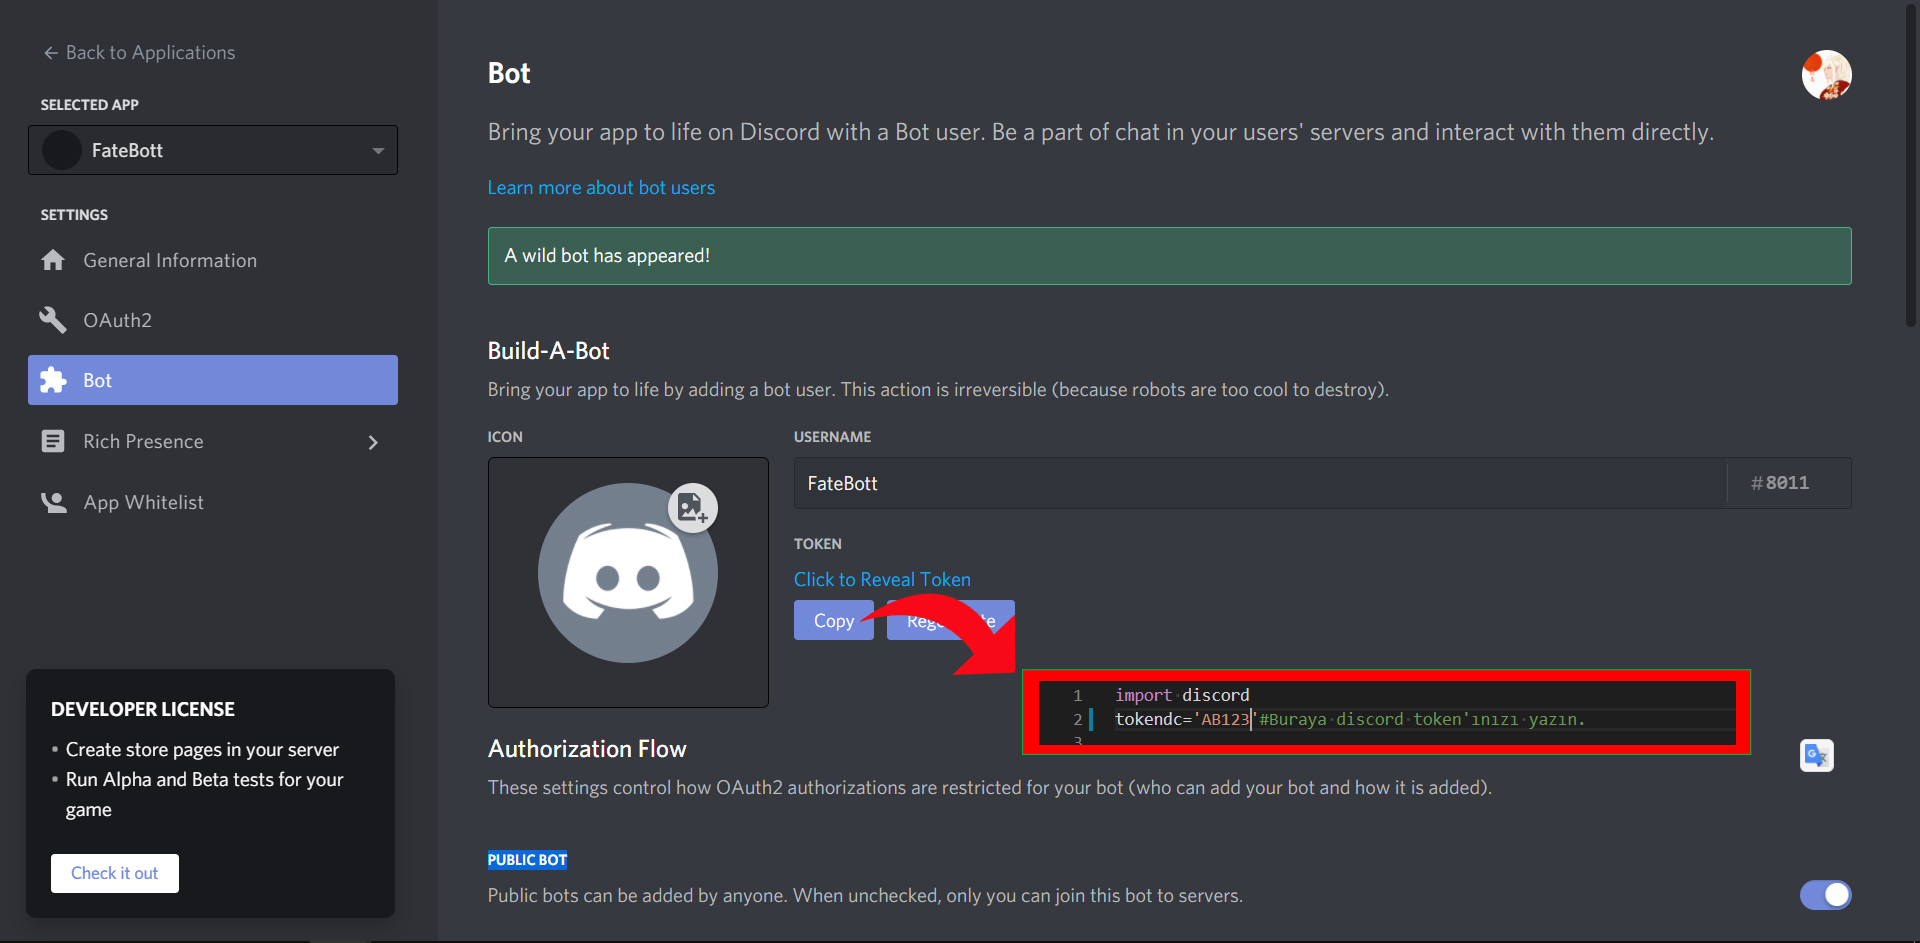 Back to Applications
SELECTED APP
FateBott
SETTINGS
General Information
OAuth2
Bot
Rich Presence
App Whitelist
DEVELOPER LICENSE
• Create store pages in your server
• Run Alpha and Beta tests for your
game
Check it out
Bot
Bring your app to life on Discord with a Bot user. Be a part of chat in your users' servers and interact with them directly.
Learn more about bot users
A wild bot has appeared!
Build-A-Bot
Bring your app to life by adding a bot user. This action is irreversible (because robots are too cool to destroy).
ICON
USERNAME
FateBott
#8011
TOKEN
Click to Reveal Token
Copy
1 import discord
2 tokendc='AB123'#Buraya discord token'ınızı yazın.
3
Authorization Flow
These settings control how OAuth2 authorizations are restricted for your bot (who can add your bot and how it is added).
PUBLIC BOT
Public bots can be added by anyone. When unchecked, only you can join this bot to servers.